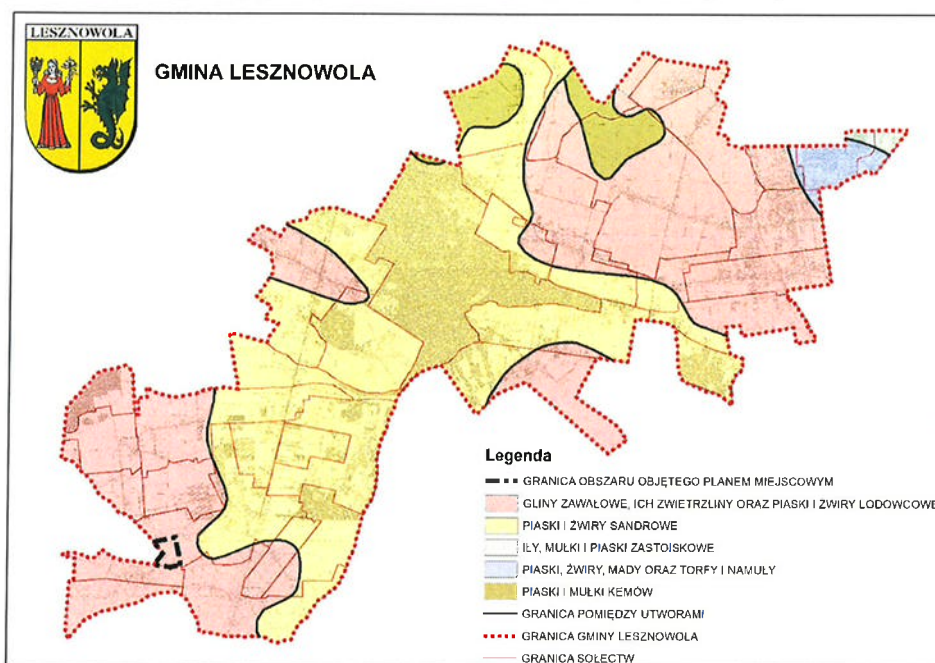 LESZNOWOLA
GMINA LESZNOWOLA
Legenda
GRANICA OBSZARU OBJĘTEGO PLANEM MIEJSCOWYM
GLINY ZAWAŁOWE, ICH ZWIETRZLINY ORAZ PIASKI I ŻWIRY LODOWCOWE
PIASKI I ŻWIRY SANDROWE
IŁY, MUŁKI I PIASKI ZASTOISKOWE
PIASKI, ŻWIRY, MADY ORAZ TORFY I NAMUŁY
PIASKI I MUŁKI KEMÓW
GRANICA POMIĘDZY UTWORAMI
GRANICA GMINY LESZNOWOLA
GRANICA SOŁECTW